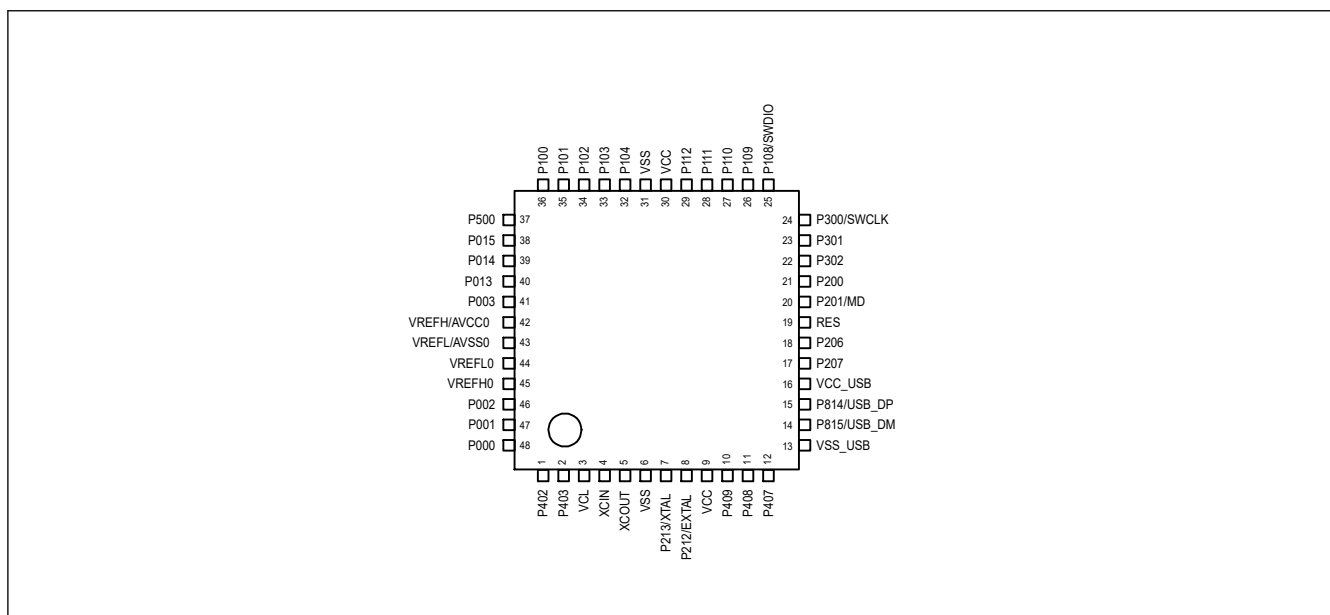 P100
P101
P102
P103
P104
VSS
VCC
P112
P111
P110
P109
P108/SWDIO
36
35
34
33
32
31
30
29
28
27
26
25
P500 37
P015 38
P014 39
P013 40
P003 41
VREFH/AVCC0 42
VREFL/AVSS0 43
VREFL0 44
VREFH0 45
P002 46
P001 47
P000 48
24 P300/SWCLK
23 P301
22 P302
21 P200
20 P201/MD
19 RES
18 P206
17 P207
16 VCC_USB
15 P814/USB_DP
14 P815/USB_DM
13 VSS_USB
1
2
3
4
5
6
7
8
9
10
11
12
P402
P403
VCL
XCIN
XCOUT
VSS
P213/XTAL
P212/EXTAL
VCC
P409
P408
P407